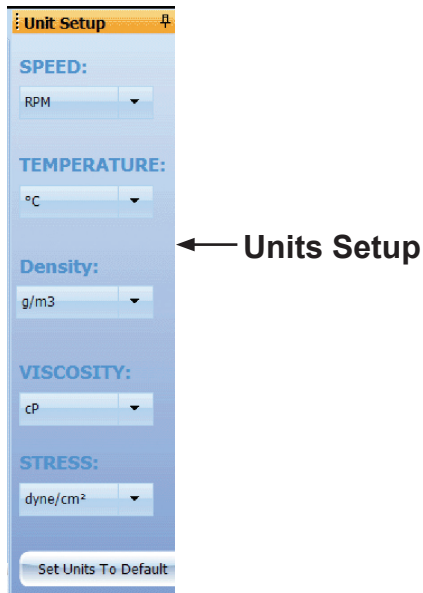 Unit Setup
SPEED:
RPM
TEMPERATURE:
°C
Units Setup
Density:
g/m3
VISCOSITY:
cP
STRESS:
dyne/cm²
Set Units To Default